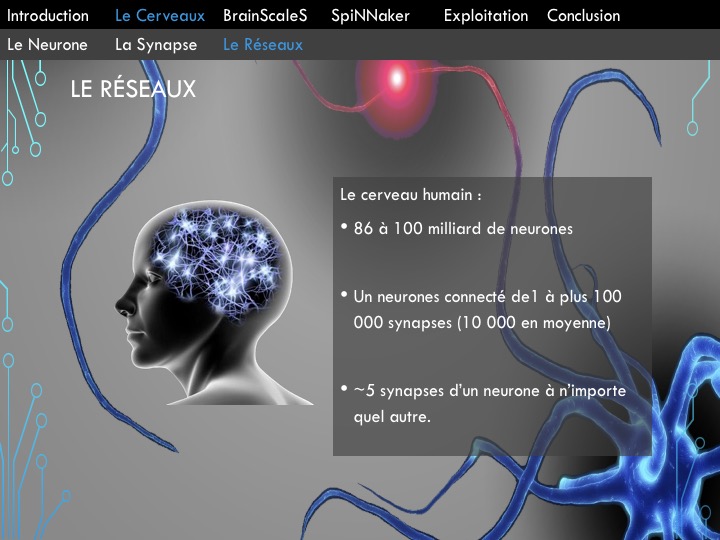 Introduction Le Cerveaux BrainScaleS SpiNNaker Exploitation Conclusion
Le Neurone La Synapse Le Réseaux
LE RÉSEAUX
Le cerveau humain :
• 86 à 100 milliard de neurones
• Un neurones connecté de1 à plus 100
000 synapses (10 000 en moyenne)
• ~5 synapses d'un neurone à n'importe
quel autre.